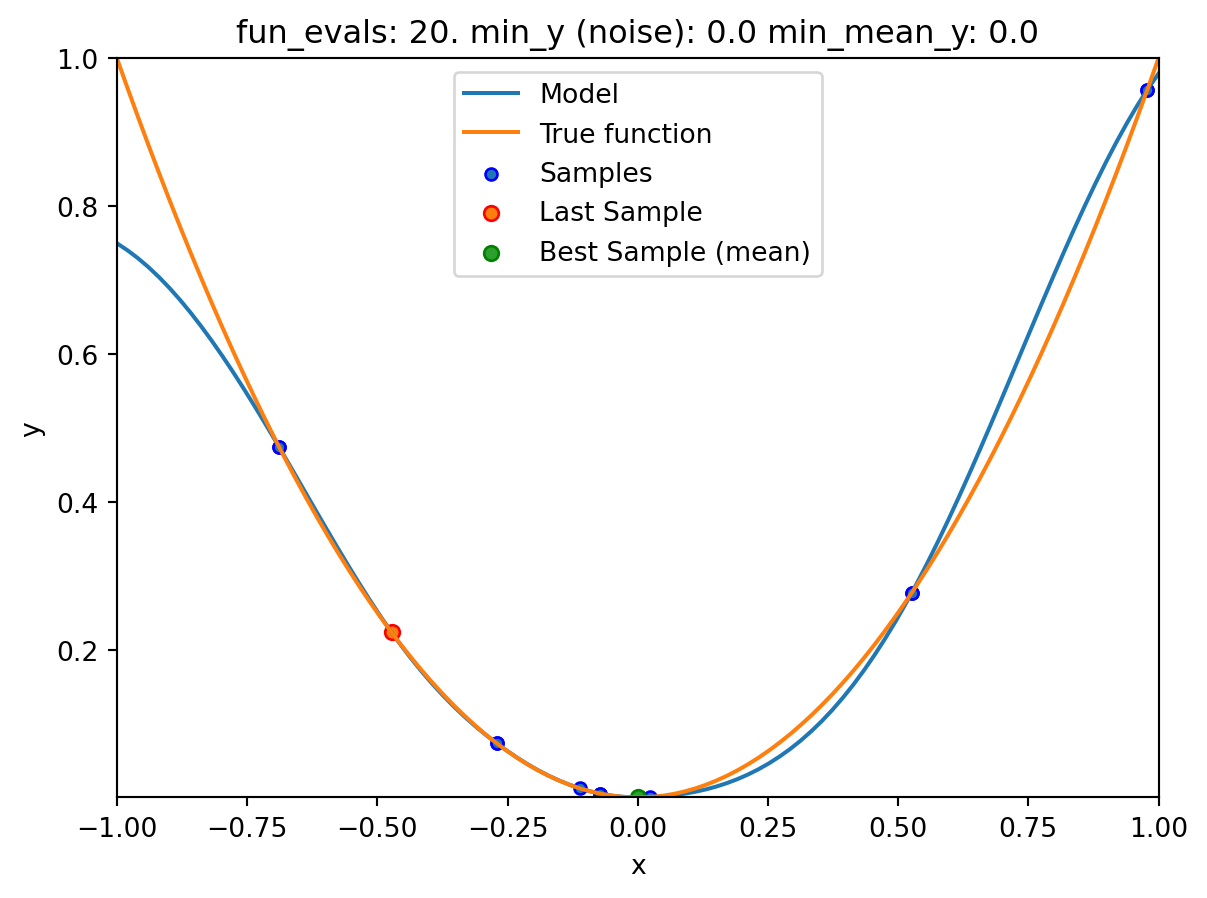 fun_evals: 20. min_y (noise): 0.0 min_mean_y: 0.0
Model
True function
Samples
Last Sample
Best Sample (mean)
1.0
0.8
0.6
0.4
0.2
y
−1.00 −0.75 −0.50 −0.25 0.00 0.25 0.50 0.75 1.00
x